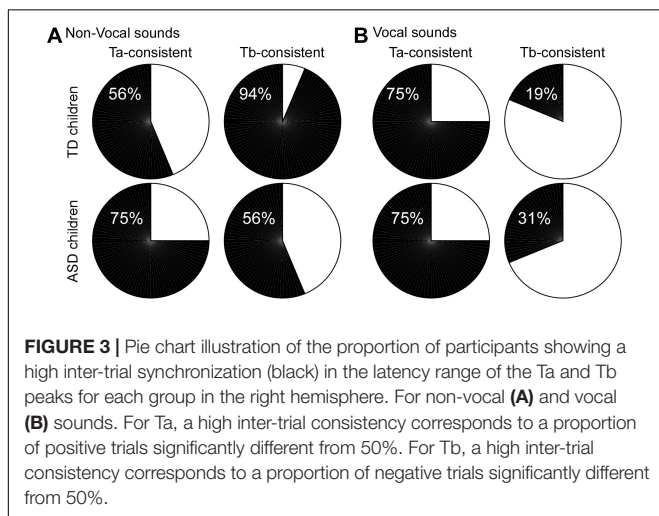 A Non-Vocal sounds
B Vocal sounds
Ta-consistent
Tb-consistent
Ta-consistent
Tb-consistent
TD children
56%
94%
75%
19%
ASD children
75%
56%
75%
31%
FIGURE 3 | Pie chart illustration of the proportion of participants showing a
high inter-trial synchronization (black) in the latency range of the Ta and Tb
peaks for each group in the right hemisphere. For non-vocal (A) and vocal
(B) sounds. For Ta, a high inter-trial consistency corresponds to a proportion
of positive trials significantly different from 50%. For Tb, a high inter-trial
consistency corresponds to a proportion of negative trials significantly different
from 50%.